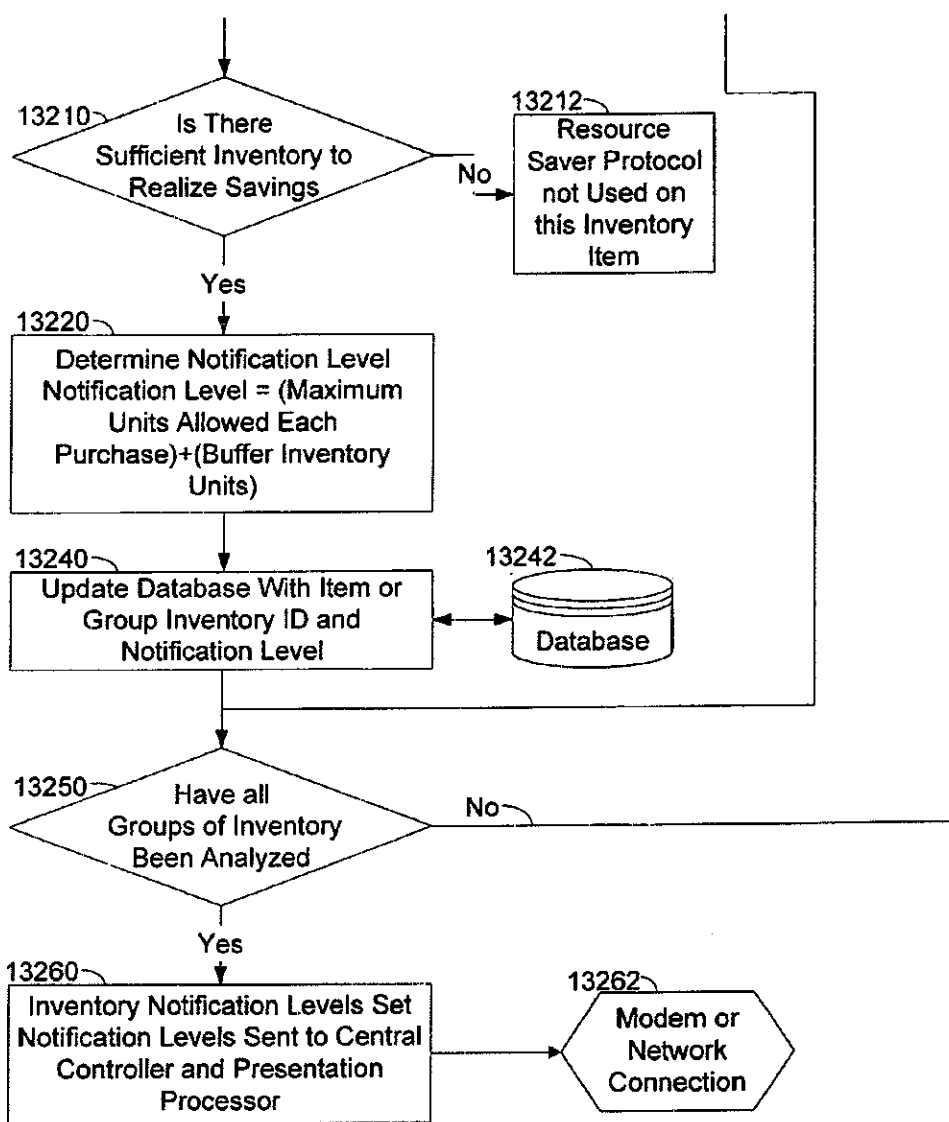 13210
Is There
Sufficient Inventory to
Realize Savings
No
13212
Resource
Saver Protocol
not Used on
this Inventory
Item
Yes
13220
Determine Notification Level
Notification Level = (Maximum
Units Allowed Each
Purchase)+(Buffer Inventory
Units)
13240
Update Database With Item or
Group Inventory ID and
Notification Level
13242
Database
13250
Have all
Groups of Inventory
Been Analyzed
No
Yes
13260
Inventory Notification Levels Set
Notification Levels Sent to Central
Controller and Presentation
Processor
13262
Modem or
Network
Connection